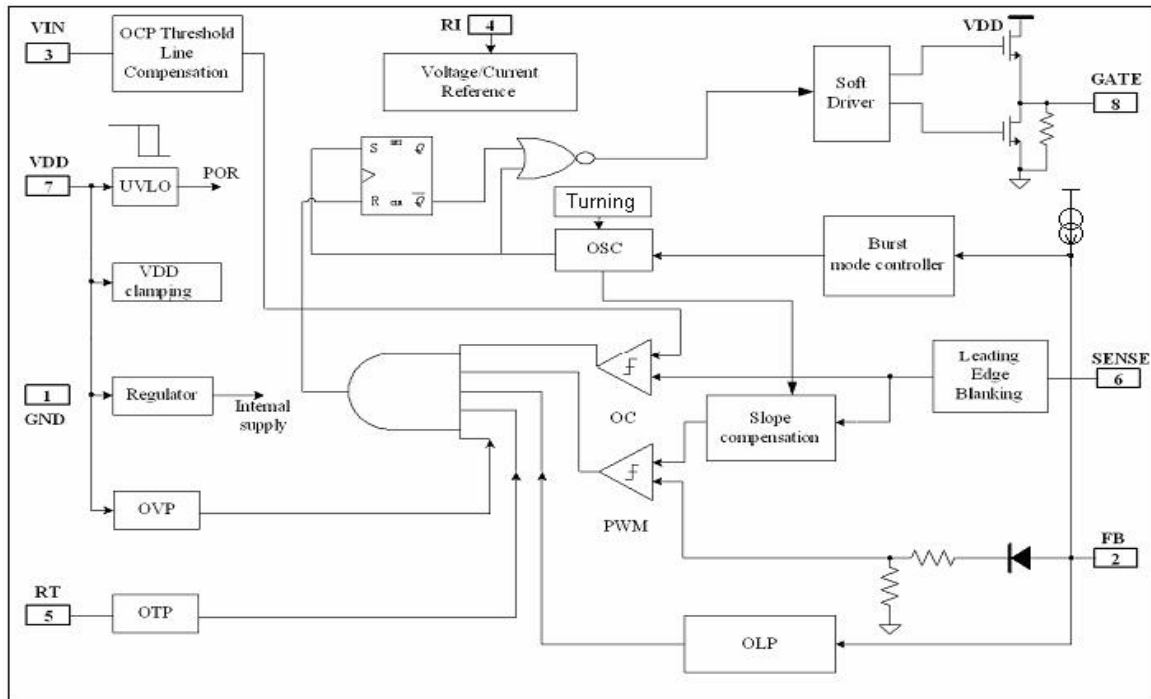 VIN
3
OCP Threshold
Line
Compensation
RI
4
Voltage/Current
Reference
VDD
Soft
Driver
GATE
8
VDD
7
UVLO
POR
S
Q
R
Q
Turning
OSC
Burst
mode controller
VDD
clamping
1
GND
Regulator
Internal
supply
OC
Slope
compensation
Leading
Edge
Blanking
SENSE
6
OVP
PWM
FB
2
RT
5
OTP
OLP